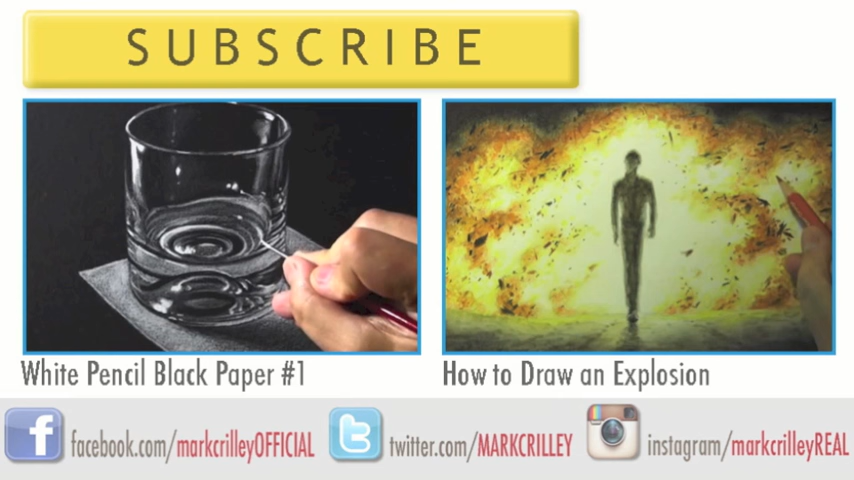 SUBSCRIBE
White Pencil Black Paper #1
How to Draw an Explosion
facebook.com/markcrilleyOFFICIAL
twitter.com/MARKCRILLEY
instagram/markcrilleyREAL